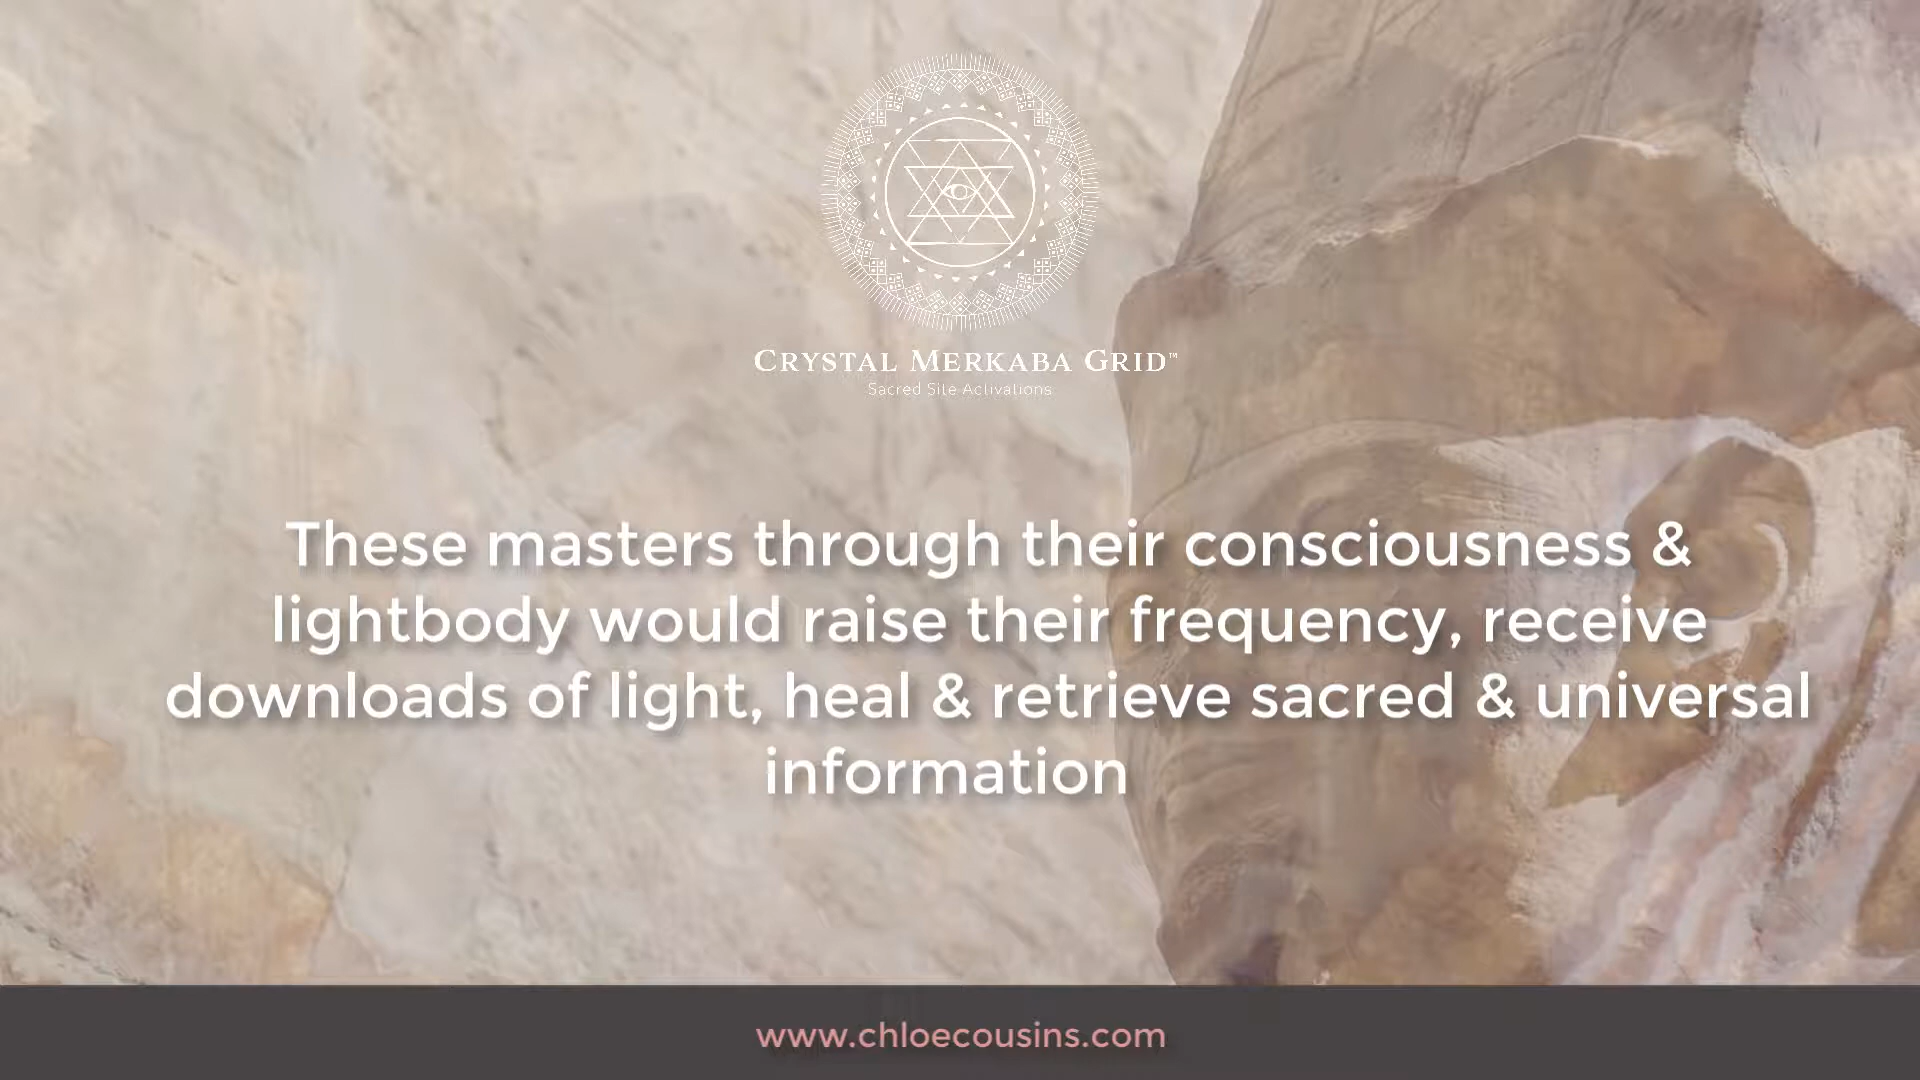 CRYSTAL MERKABA GRID™
Sacred Site Activations
These masters through their consciousness &
lightbody would raise their frequency, receive
downloads of light, heal & retrieve sacred & universal
information
www.chloecousins.com